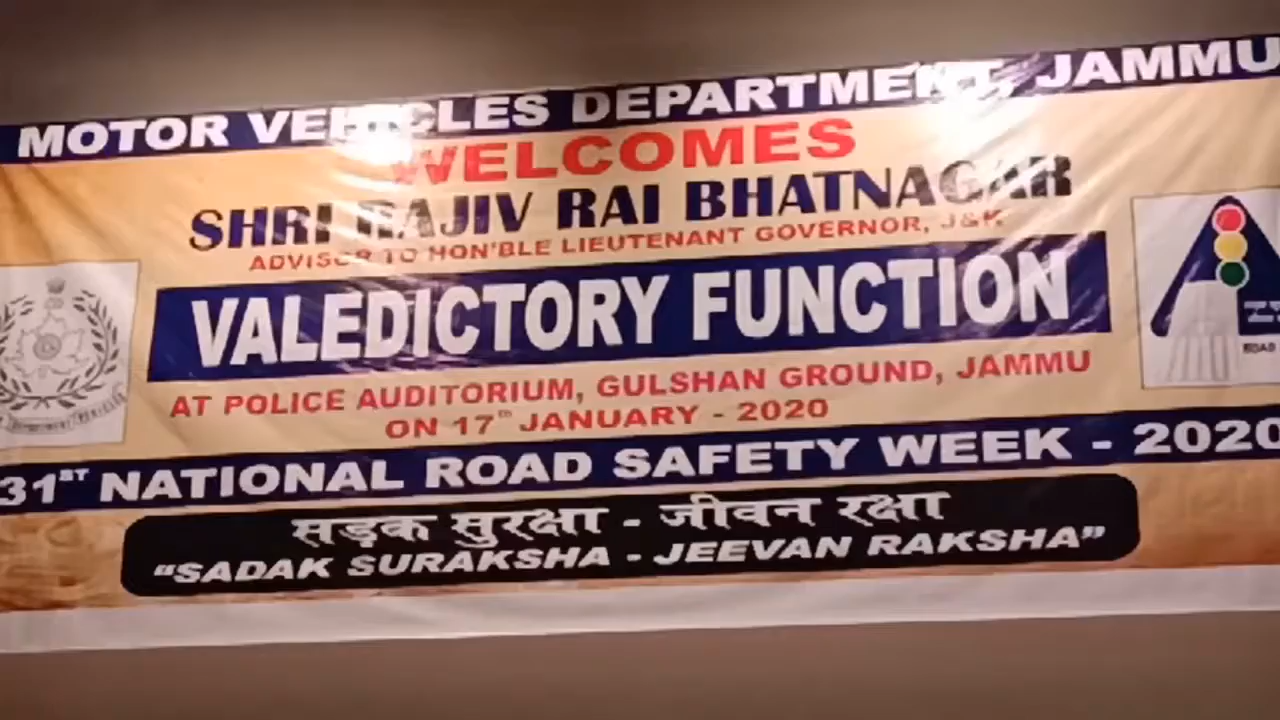 MOTOR VEHICLES DEPARTMENT, JAMMU
WELCOMES
SHRI RAJIV RAI BHATNAGAR
ADVISOR TO HON'BLE LIEUTENANT GOVERNOR, J&K.
VALEDICTORY FUNCTION
AT POLICE AUDITORIUM, GULSHAN GROUND, JAMMU
ON 17th JANUARY - 2020
31ST NATIONAL ROAD SAFETY WEEK - 2020
सड़क सुरक्षा - जीवन रक्षा
“SADAK SURAKSHA - JEEVAN RAKSHA”
ROAD